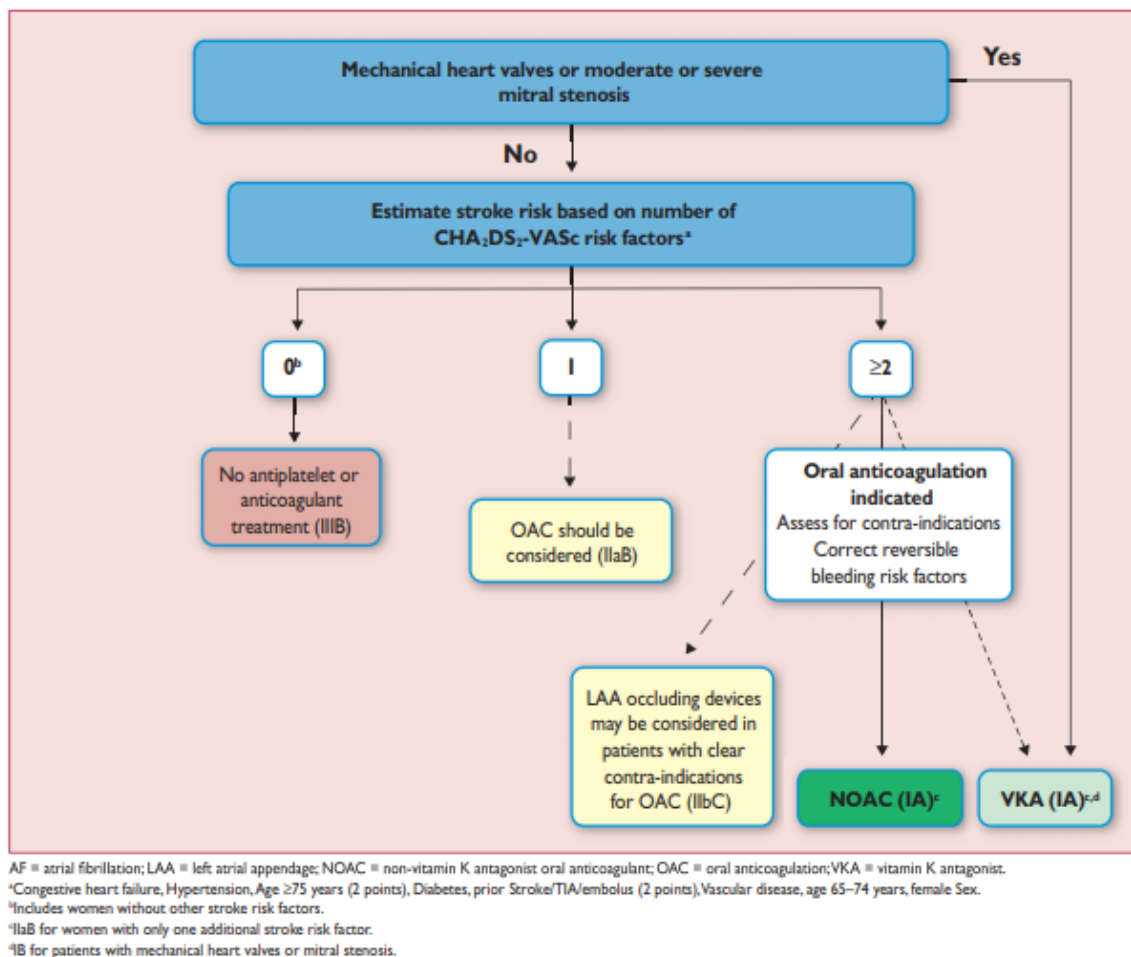 Mechanical heart valves or moderate or severe
mitral stenosis
Yes
No
Estimate stroke risk based on number of
CHA₂DS₂-VASc risk factorsᵃ
0ᵇ
1
≥2
No antiplatelet or
anticoagulant
treatment (IIIB)
OAC should be
considered (IIaB)
Oral anticoagulation
indicated
Assess for contra-indications
Correct reversible
bleeding risk factors
LAA occluding devices
may be considered in
patients with clear
contra-indications
for OAC (IIbC)
NOAC (IA)ᶜ
VKA (IA)ᶜ,ᵈ
AF = atrial fibrillation; LAA = left atrial appendage; NOAC = non-vitamin K antagonist oral anticoagulant; OAC = oral anticoagulation; VKA = vitamin K antagonist.
ᵃCongestive heart failure, Hypertension, Age ≥75 years (2 points), Diabetes, prior Stroke/TIA/embolus (2 points), Vascular disease, age 65–74 years, female Sex.
ᵇIncludes women without other stroke risk factors.
ᶜIIaB for women with only one additional stroke risk factor.
ᵈIB for patients with mechanical heart valves or mitral stenosis.